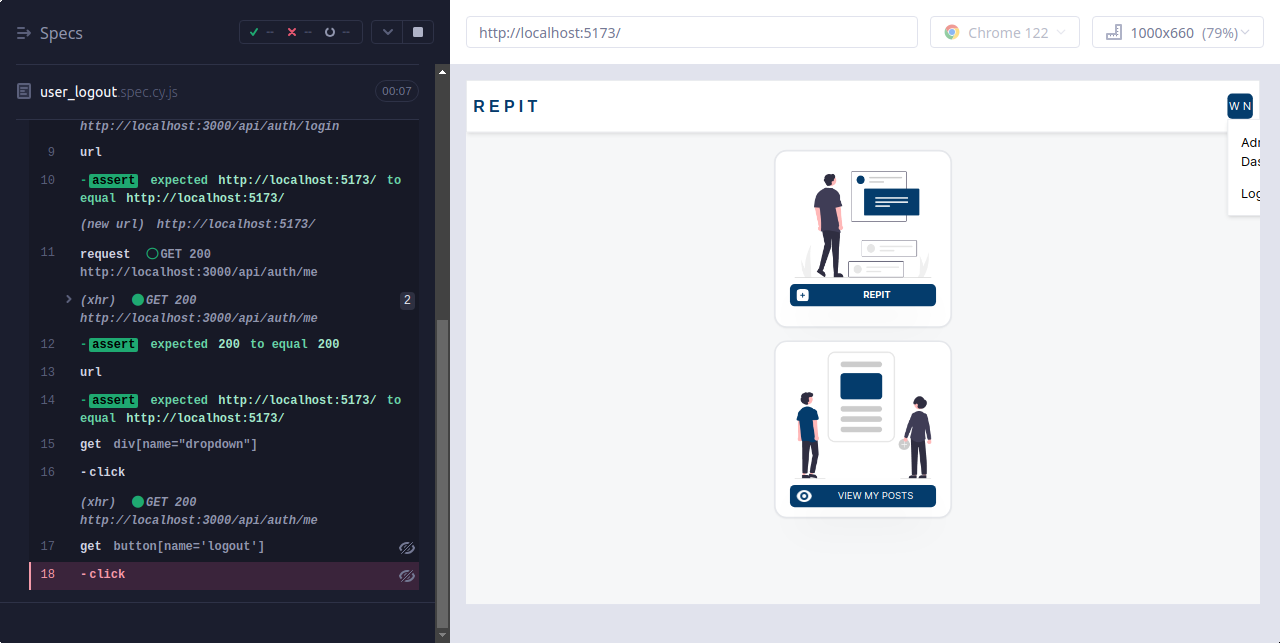 Specs
-- -- --
user_logout.spec.cy.js
00:07
http://localhost:3000/api/auth/login
9 url
10 -assert expected http://localhost:5173/ to
equal http://localhost:5173/
(new url) http://localhost:5173/
11 request GET 200
http://localhost:3000/api/auth/me
(xhr) GET 200 2
http://localhost:3000/api/auth/me
12 -assert expected 200 to equal 200
13 url
14 -assert expected http://localhost:5173/ to
equal http://localhost:5173/
15 get div[name="dropdown"]
16 -click
(xhr) GET 200
http://localhost:3000/api/auth/me
17 get button[name='logout']
18 -click
http://localhost:5173/
Chrome 122
1000x660 (79%)
REPIT
W N
Adr
Das
Log
REPIT
VIEW MY POSTS